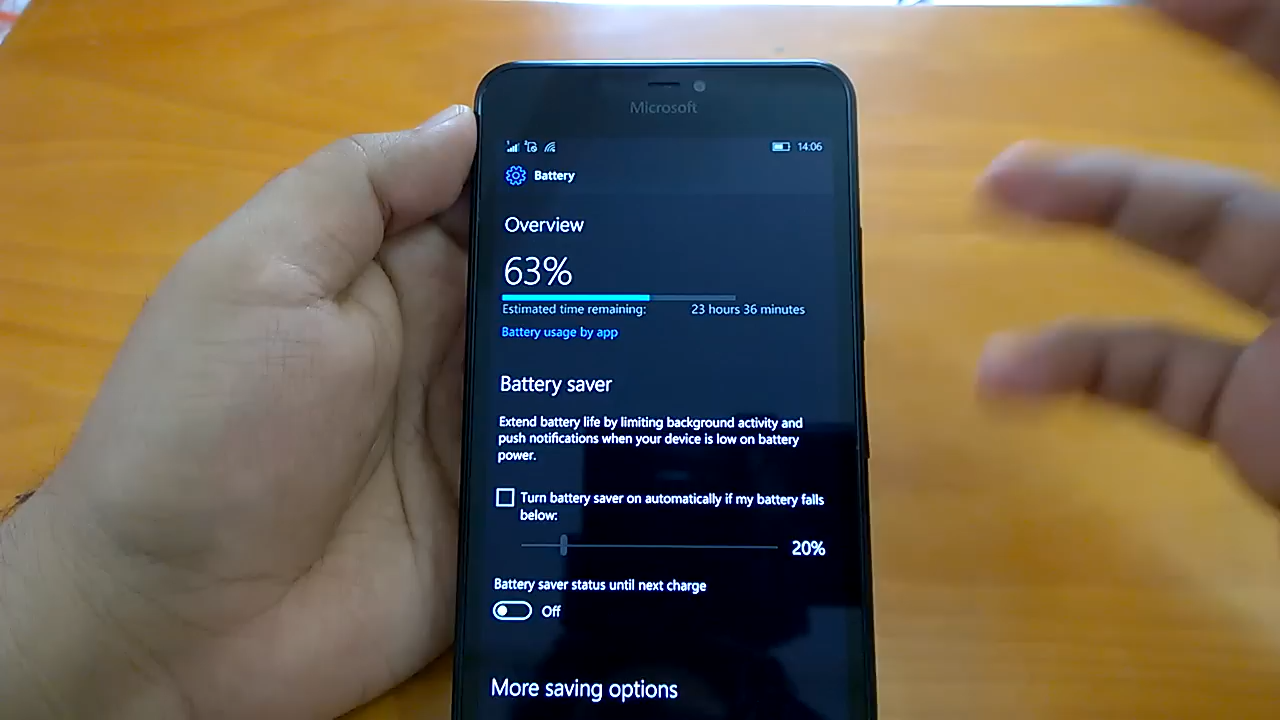 Microsoft
14:06
Battery
Overview
63%
Estimated time remaining: 23 hours 36 minutes
Battery usage by app
Battery saver
Extend battery life by limiting background activity and
push notifications when your device is low on battery
power.
Turn battery saver on automatically if my battery falls
below:
20%
Battery saver status until next charge
Off
More saving options